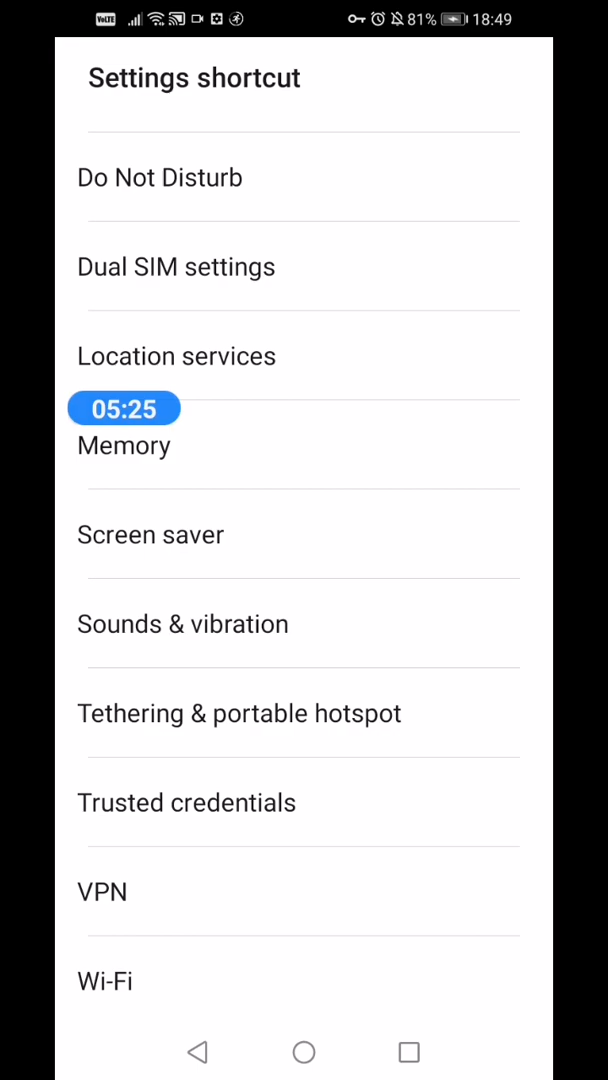 VoLTE 81% 18:49
Settings shortcut
Do Not Disturb
Dual SIM settings
Location services
05:25
Memory
Screen saver
Sounds & vibration
Tethering & portable hotspot
Trusted credentials
VPN
Wi-Fi